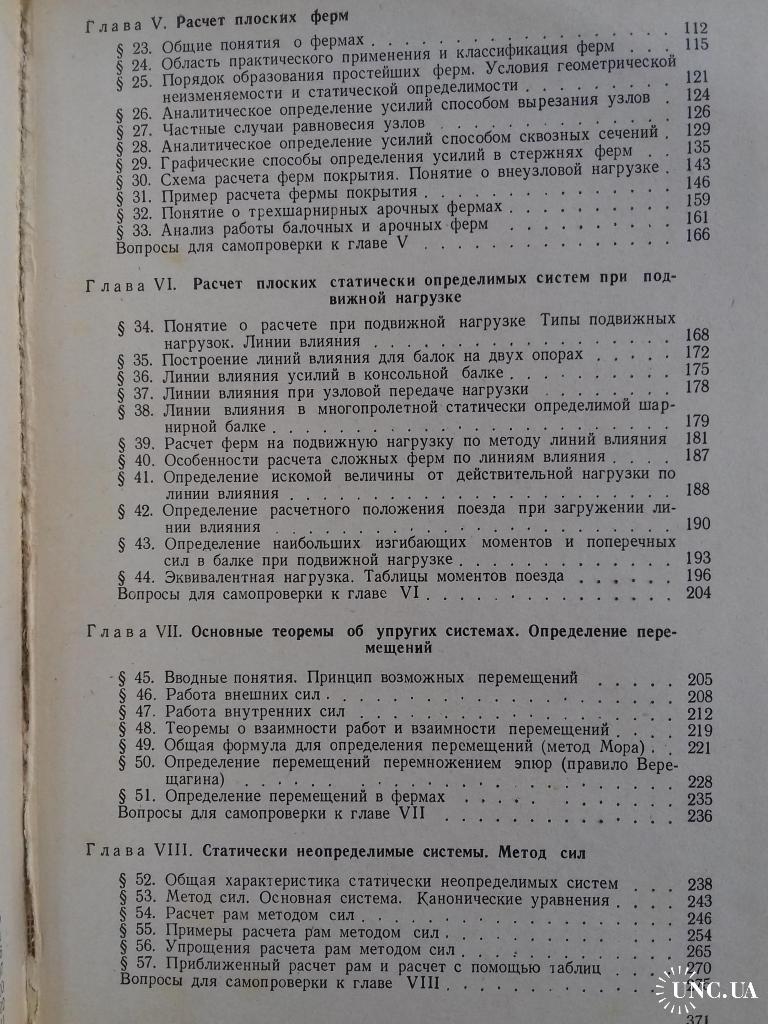 Глава V. Расчет плоских ферм
§ 23. Общие понятия о фермах . . . . . . . . . . . . . . 112
§ 24. Область практического применения и классификация ферм . . . 115
§ 25. Порядок образования простейших ферм. Условия геометрической
неизменяемости и статической определимости . . . . . . . . . 121
§ 26. Аналитическое определение усилий способом вырезания узлов . 124
§ 27. Частные случаи равновесия узлов . . . . . . . . . . . . 126
§ 28. Аналитическое определение усилий способом сквозных сечений . 129
§ 29. Графические способы определения усилий в стержнях ферм . . 135
§ 30. Схема расчета ферм покрытия. Понятие о внеузловой нагрузке . 143
§ 31. Пример расчета фермы покрытия . . . . . . . . . . . . . 146
§ 32. Понятие о трехшарнирных арочных фермах . . . . . . . . . 159
§ 33. Анализ работы балочных и арочных ферм . . . . . . . . . 161
Вопросы для самопроверки к главе V . . . . . . . . . . . . . 166
Глава VI. Расчет плоских статически определимых систем при под-
вижной нагрузке
§ 34. Понятие о расчете при подвижной нагрузке Типы подвижных
нагрузок. Линии влияния . . . . . . . . . . . . . . . . 168
§ 35. Построение линий влияния для балок на двух опорах . . . . . 172
§ 36. Линии влияния усилий в консольной балке . . . . . . . . . 175
§ 37. Линии влияния при узловой передаче нагрузки . . . . . . . 178
§ 38. Линии влияния в многопролетной статически определимой шар-
нирной балке . . . . . . . . . . . . . . . . . . . . . 179
§ 39. Расчет ферм на подвижную нагрузку по методу линий влияния 181
§ 40. Особенности расчета сложных ферм по линиям влияния . . . . 187
§ 41. Определение искомой величины от действительной нагрузки по
линии влияния . . . . . . . . . . . . . . . . . . . . 188
§ 42. Определение расчетного положения поезда при загружении ли-
нии влияния . . . . . . . . . . . . . . . . . . . . . 190
§ 43. Определение наибольших изгибающих моментов и поперечных
сил в балке при подвижной нагрузке . . . . . . . . . . . 193
§ 44. Эквивалентная нагрузка. Таблицы моментов поезда . . . . . . 196
Вопросы для самопроверки к главе VI . . . . . . . . . . . . . 204
Глава VII. Основные теоремы об упругих системах. Определение пере-
мещений
§ 45. Вводные понятия. Принцип возможных перемещений . . . . . 205
§ 46. Работа внешних сил . . . . . . . . . . . . . . . . . . 208
§ 47. Работа внутренних сил . . . . . . . . . . . . . . . . . 212
§ 48. Теоремы о взаимности работ и взаимности перемещений . . . . 219
§ 49. Общая формула для определения перемещений (метод Мора) . . 221
§ 50. Определение перемещений перемножением эпюр (правило Вере-
щагина) . . . . . . . . . . . . . . . . . . . . . . . 228
§ 51. Определение перемещений в фермах . . . . . . . . . . . 235
Вопросы для самопроверки к главе VII . . . . . . . . . . . . 236
Глава VIII. Статически неопределимые системы. Метод сил
§ 52. Общая характеристика статически неопределимых систем . . . 238
§ 53. Метод сил. Основная система. Канонические уравнения . . . . 243
§ 54. Расчет рам методом сил . . . . . . . . . . . . . . . . 246
§ 55. Примеры расчета рам методом сил . . . . . . . . . . . . 254
§ 56. Упрощения расчета рам методом сил . . . . . . . . . . . 265
§ 57. Приближенный расчет рам и расчет с помощью таблиц . . . . 270
Вопросы для самопроверки к главе VIII . . . . . . . . . . . .
371
UNC.UA